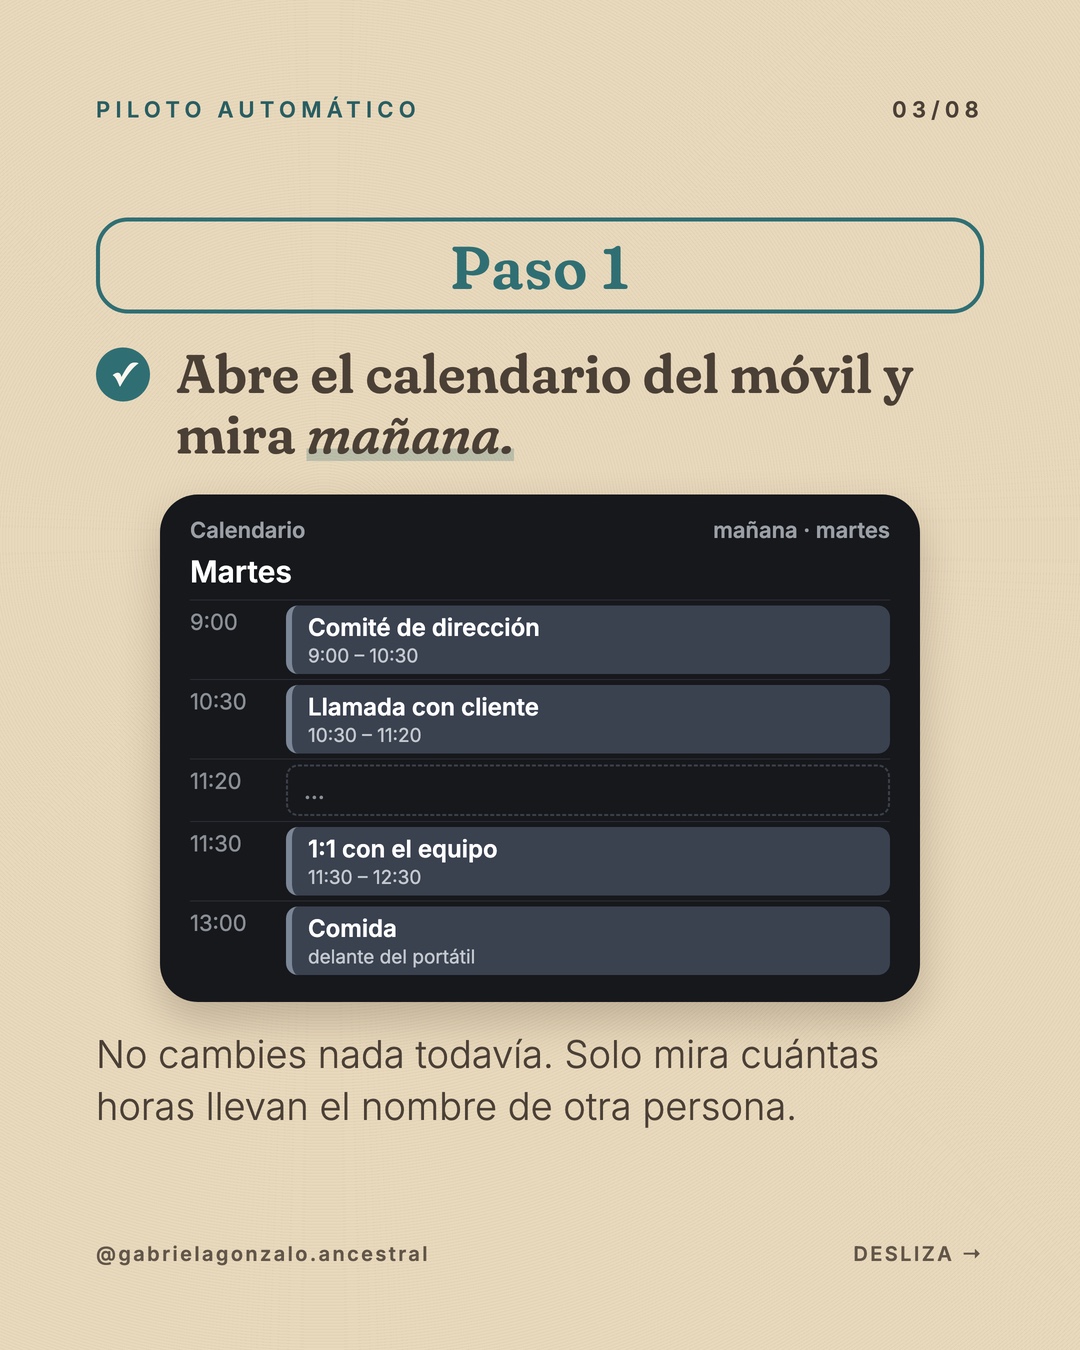 PILOTO AUTOMÁTICO
03/08
Paso 1
✓ Abre el calendario del móvil y
mira mañana.
Calendario
mañana · martes
Martes
9:00
Comité de dirección
9:00 – 10:30
10:30
Llamada con cliente
10:30 – 11:20
11:20
...
11:30
1:1 con el equipo
11:30 – 12:30
13:00
Comida
delante del portátil
No cambies nada todavía. Solo mira cuántas
horas llevan el nombre de otra persona.
@gabrielagonzalo.ancestral
DESLIZA →